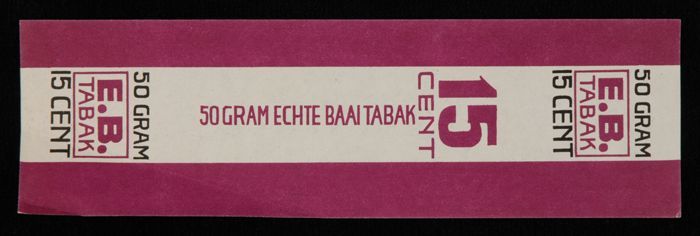 50 GRAM
E.B.
TABAK
15 CENT
50 GRAM ECHTE BAAI TABAK
15
CENT
50 GRAM
E.B.
TABAK
15 CENT